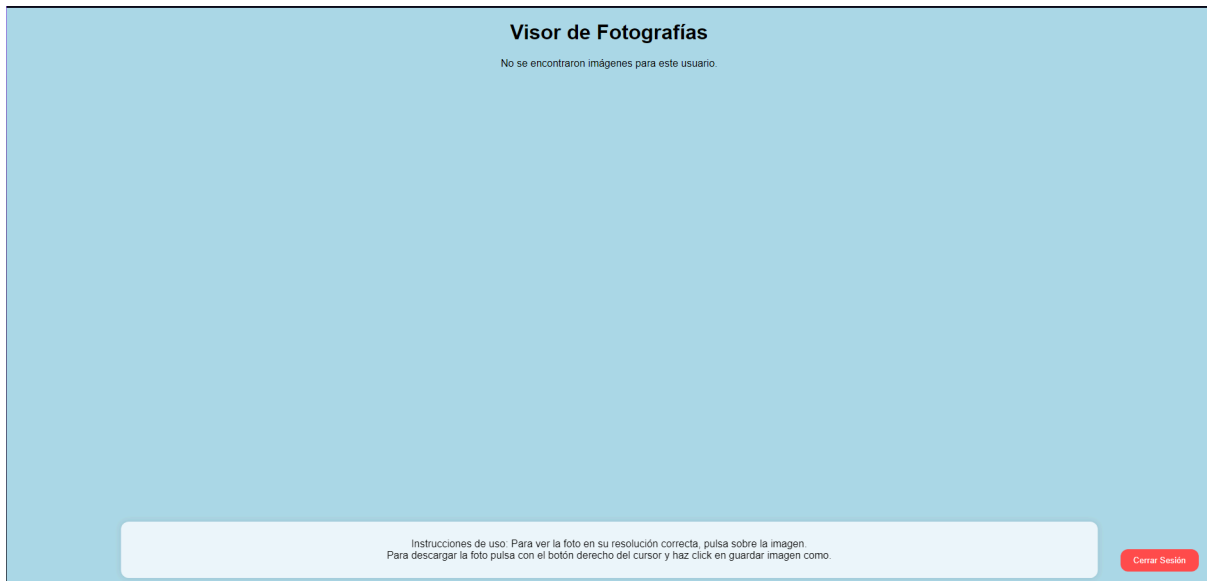 Visor de Fotografías
No se encontraron imágenes para este usuario.
Instrucciones de uso: Para ver la foto en su resolución correcta, pulsa sobre la imagen.
Para descargar la foto pulsa con el botón derecho del cursor y haz click en guardar imagen como.
Cerrar Sesión